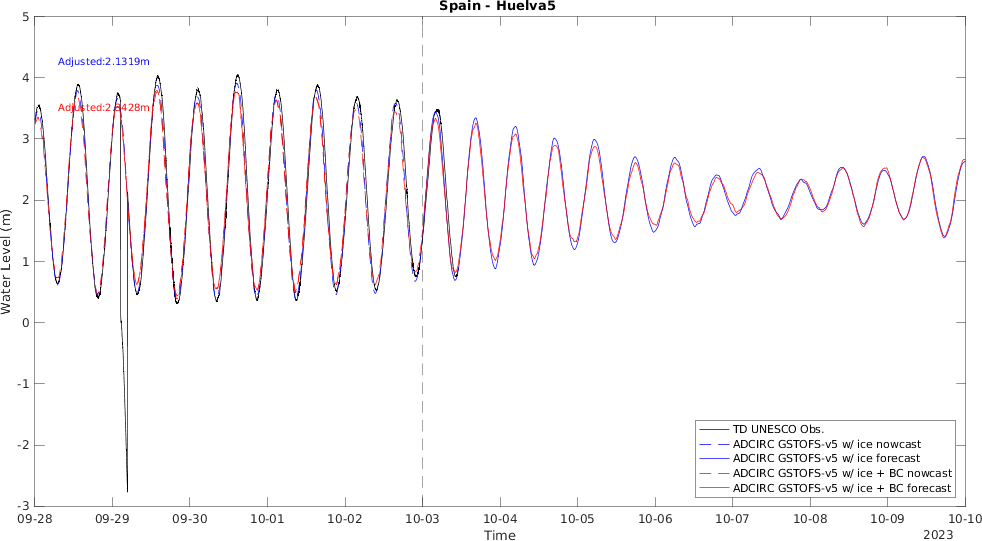 Spain - Huelva5
5
4
3
2
1
0
-1
-2
-3
Water Level (m)
Adjusted:2.1319m
TD UNESCO Obs.
ADCIRC GSTOFS-v5 w/ ice nowcast
ADCIRC GSTOFS-v5 w/ ice forecast
ADCIRC GSTOFS-v5 w/ ice + BC nowcast
ADCIRC GSTOFS-v5 w/ ice + BC forecast
09-28 09-29 09-30 10-01 10-02 10-03 10-04 10-05 10-06 10-07 10-08 10-09 10-10
Time
2023